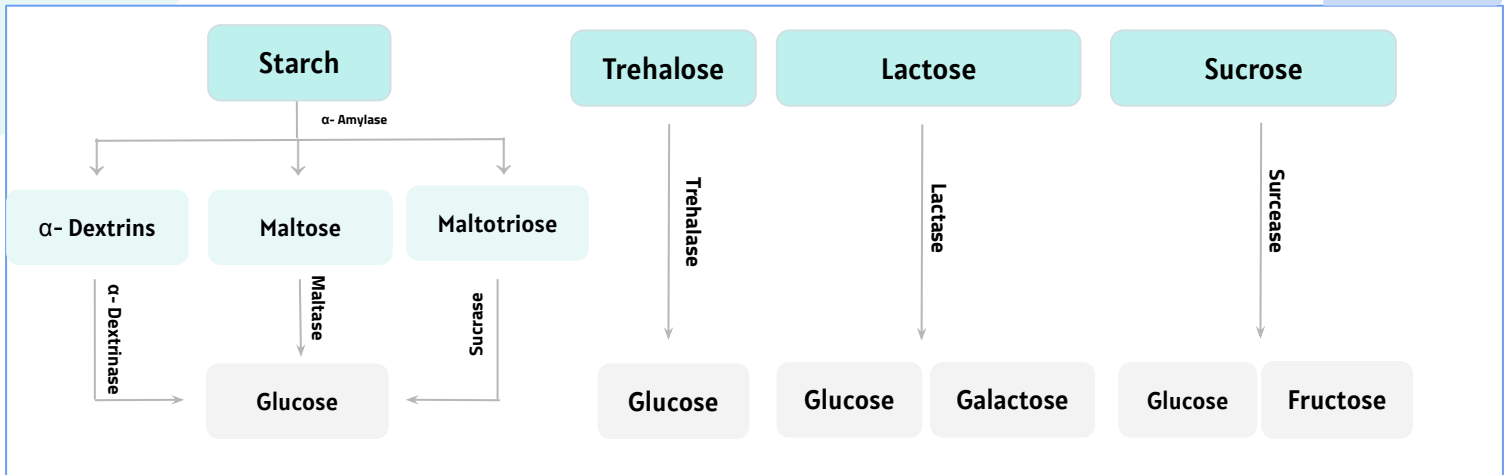 Starch
Trehalose
Lactose
Sucrose
α- Amylase
α- Dextrins
Maltose
Maltotriose
Trehalase
Lactase
Surcease
α- Dextrinase
Maltase
Sucrase
Glucose
Glucose
Glucose
Galactose
Glucose
Fructose